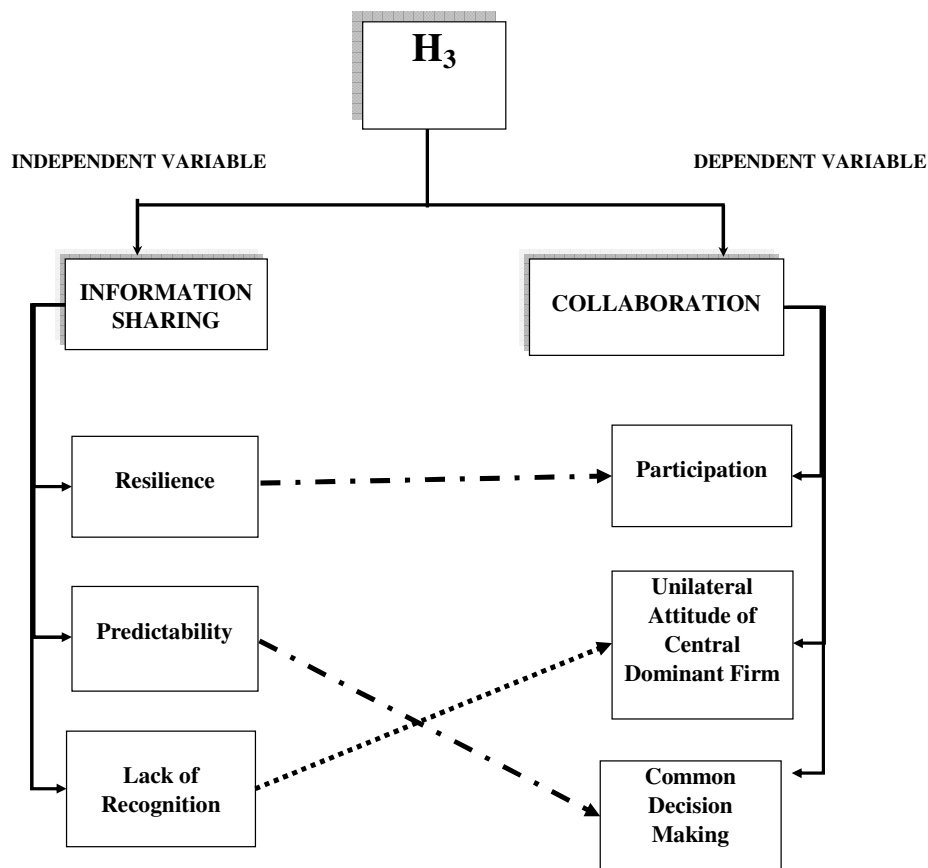 H₃
INDEPENDENT VARIABLE
DEPENDENT VARIABLE
INFORMATION
SHARING
COLLABORATION
Resilience
Participation
Predictability
Unilateral
Attitude of
Central
Dominant Firm
Lack of
Recognition
Common
Decision
Making